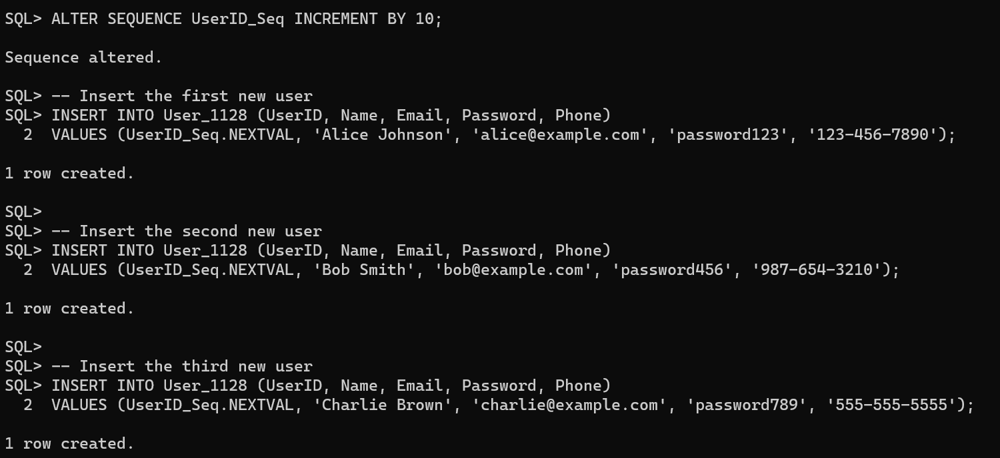 SQL> ALTER SEQUENCE UserID_Seq INCREMENT BY 10;
Sequence altered.
SQL> -- Insert the first new user
SQL> INSERT INTO User_1128 (UserID, Name, Email, Password, Phone)
  2  VALUES (UserID_Seq.NEXTVAL, 'Alice Johnson', 'alice@example.com', 'password123', '123-456-7890');
1 row created.
SQL>
SQL> -- Insert the second new user
SQL> INSERT INTO User_1128 (UserID, Name, Email, Password, Phone)
  2  VALUES (UserID_Seq.NEXTVAL, 'Bob Smith', 'bob@example.com', 'password456', '987-654-3210');
1 row created.
SQL>
SQL> -- Insert the third new user
SQL> INSERT INTO User_1128 (UserID, Name, Email, Password, Phone)
  2  VALUES (UserID_Seq.NEXTVAL, 'Charlie Brown', 'charlie@example.com', 'password789', '555-555-5555');
1 row created.